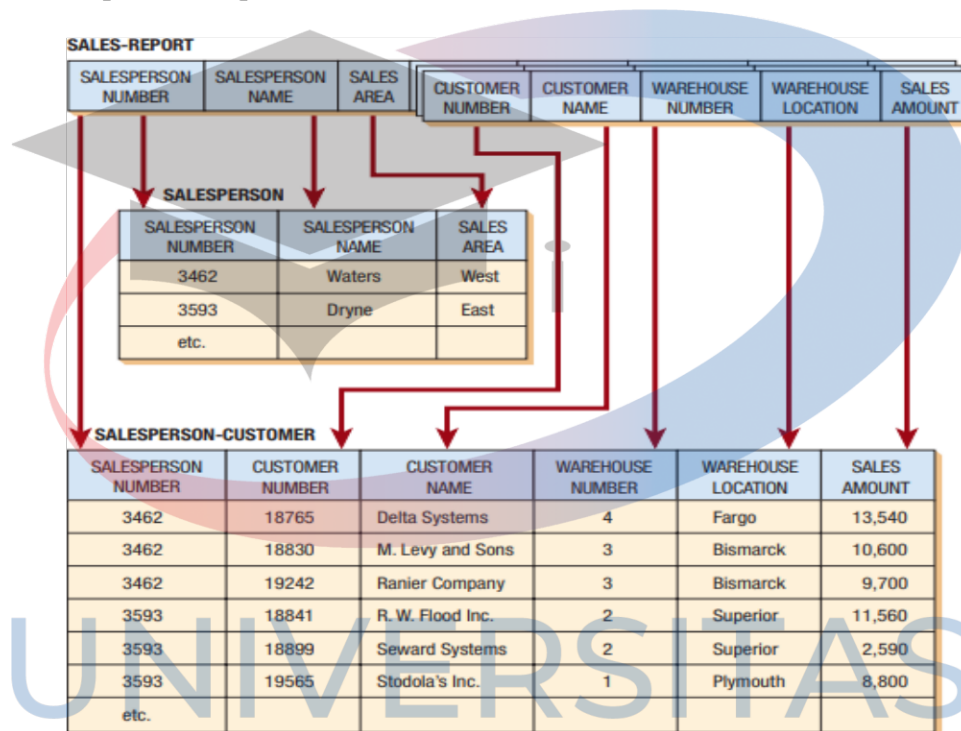 SALES-REPORT
SALESPERSON NUMBER SALESPERSON NAME SALES AREA CUSTOMER NUMBER CUSTOMER NAME WAREHOUSE NUMBER WAREHOUSE LOCATION SALES AMOUNT
SALESPERSON
SALESPERSON NUMBER SALESPERSON NAME SALES AREA
3462 Waters West
3593 Dryne East
etc.
SALESPERSON-CUSTOMER
SALESPERSON NUMBER CUSTOMER NUMBER CUSTOMER NAME WAREHOUSE NUMBER WAREHOUSE LOCATION SALES AMOUNT
3462 18765 Delta Systems 4 Fargo 13,540
3462 18830 M. Levy and Sons 3 Bismarck 10,600
3462 19242 Ranier Company 3 Bismarck 9,700
3593 18841 R. W. Flood Inc. 2 Superior 11,560
3593 18899 Seward Systems 2 Superior 2,590
3593 19565 Stodola's Inc. 1 Plymouth 8,800
etc.
UNIVERSITAS